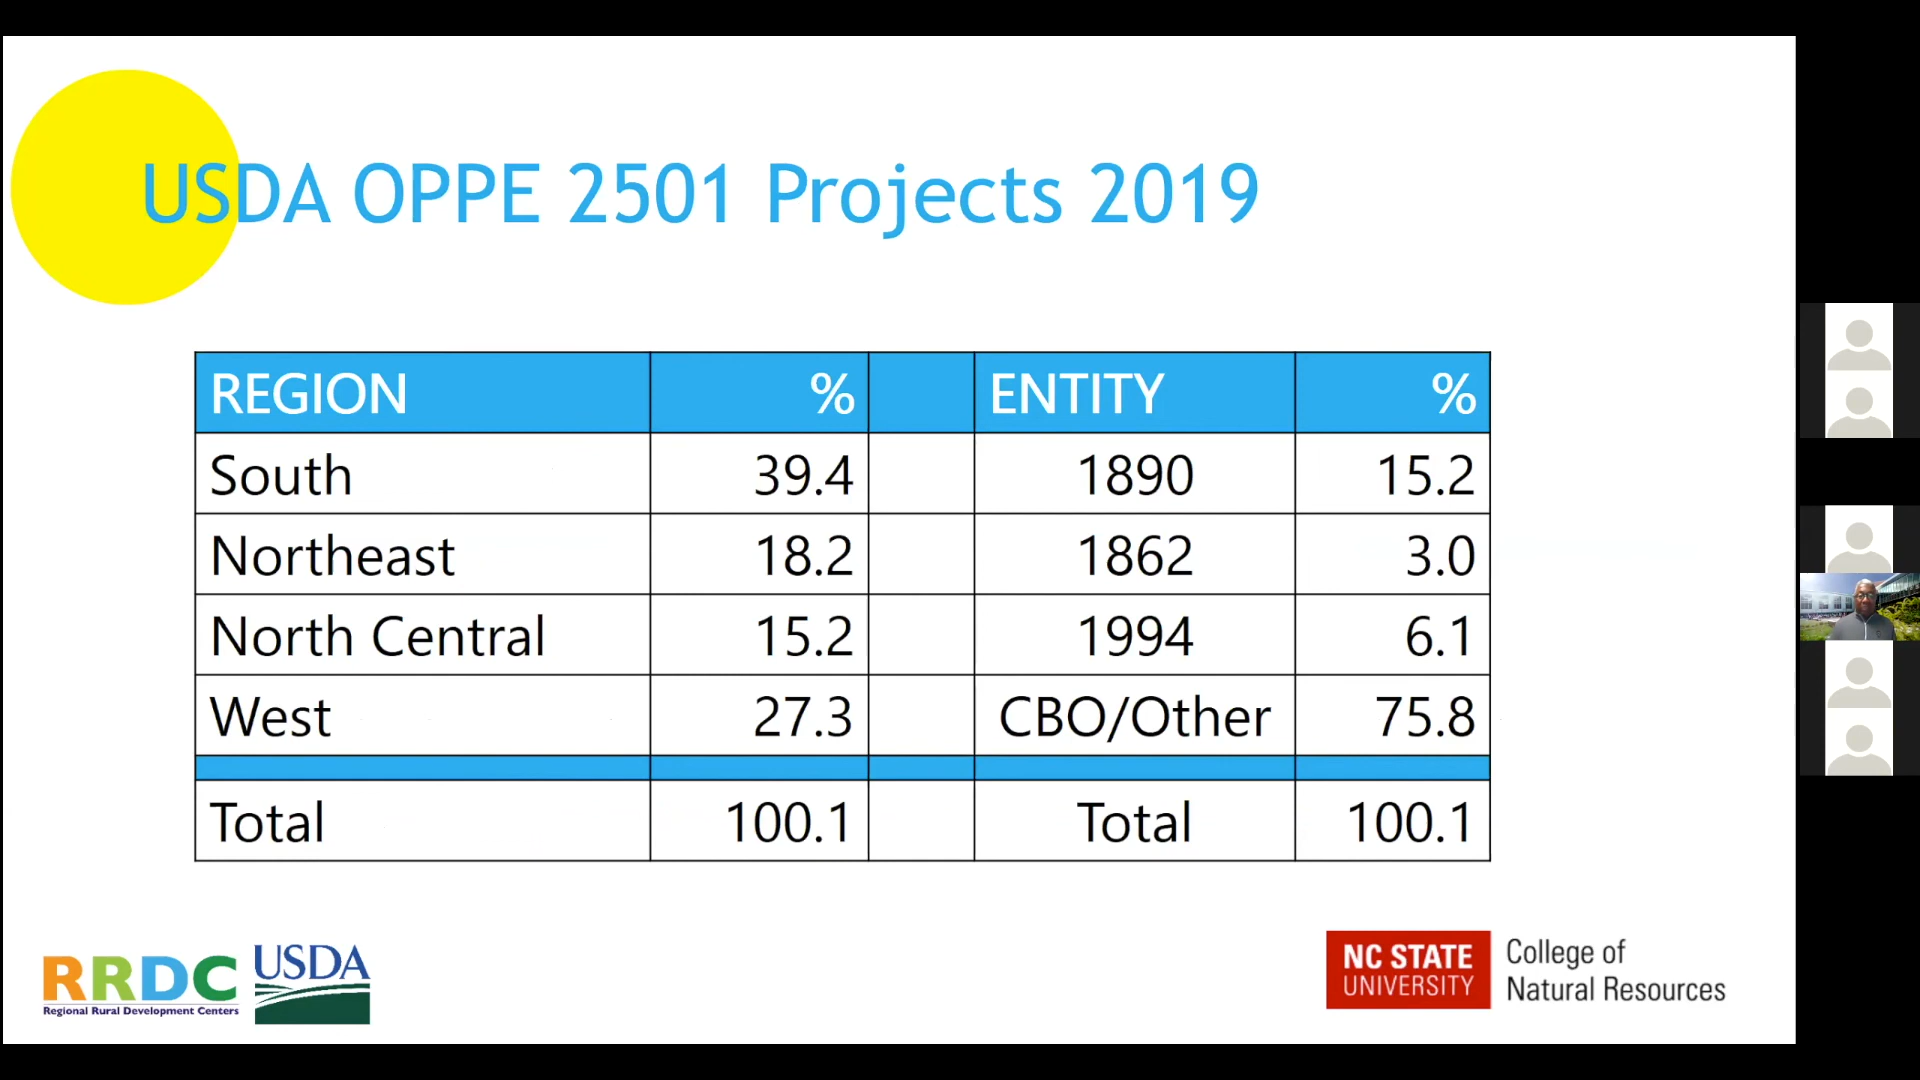 USDA OPPE 2501 Projects 2019
REGION % ENTITY %
South 39.4 1890 15.2
Northeast 18.2 1862 3.0
North Central 15.2 1994 6.1
West 27.3 CBO/Other 75.8
Total 100.1 Total 100.1
RRDC
Regional Rural Development Centers
USDA
NC STATE
UNIVERSITY
College of
Natural Resources